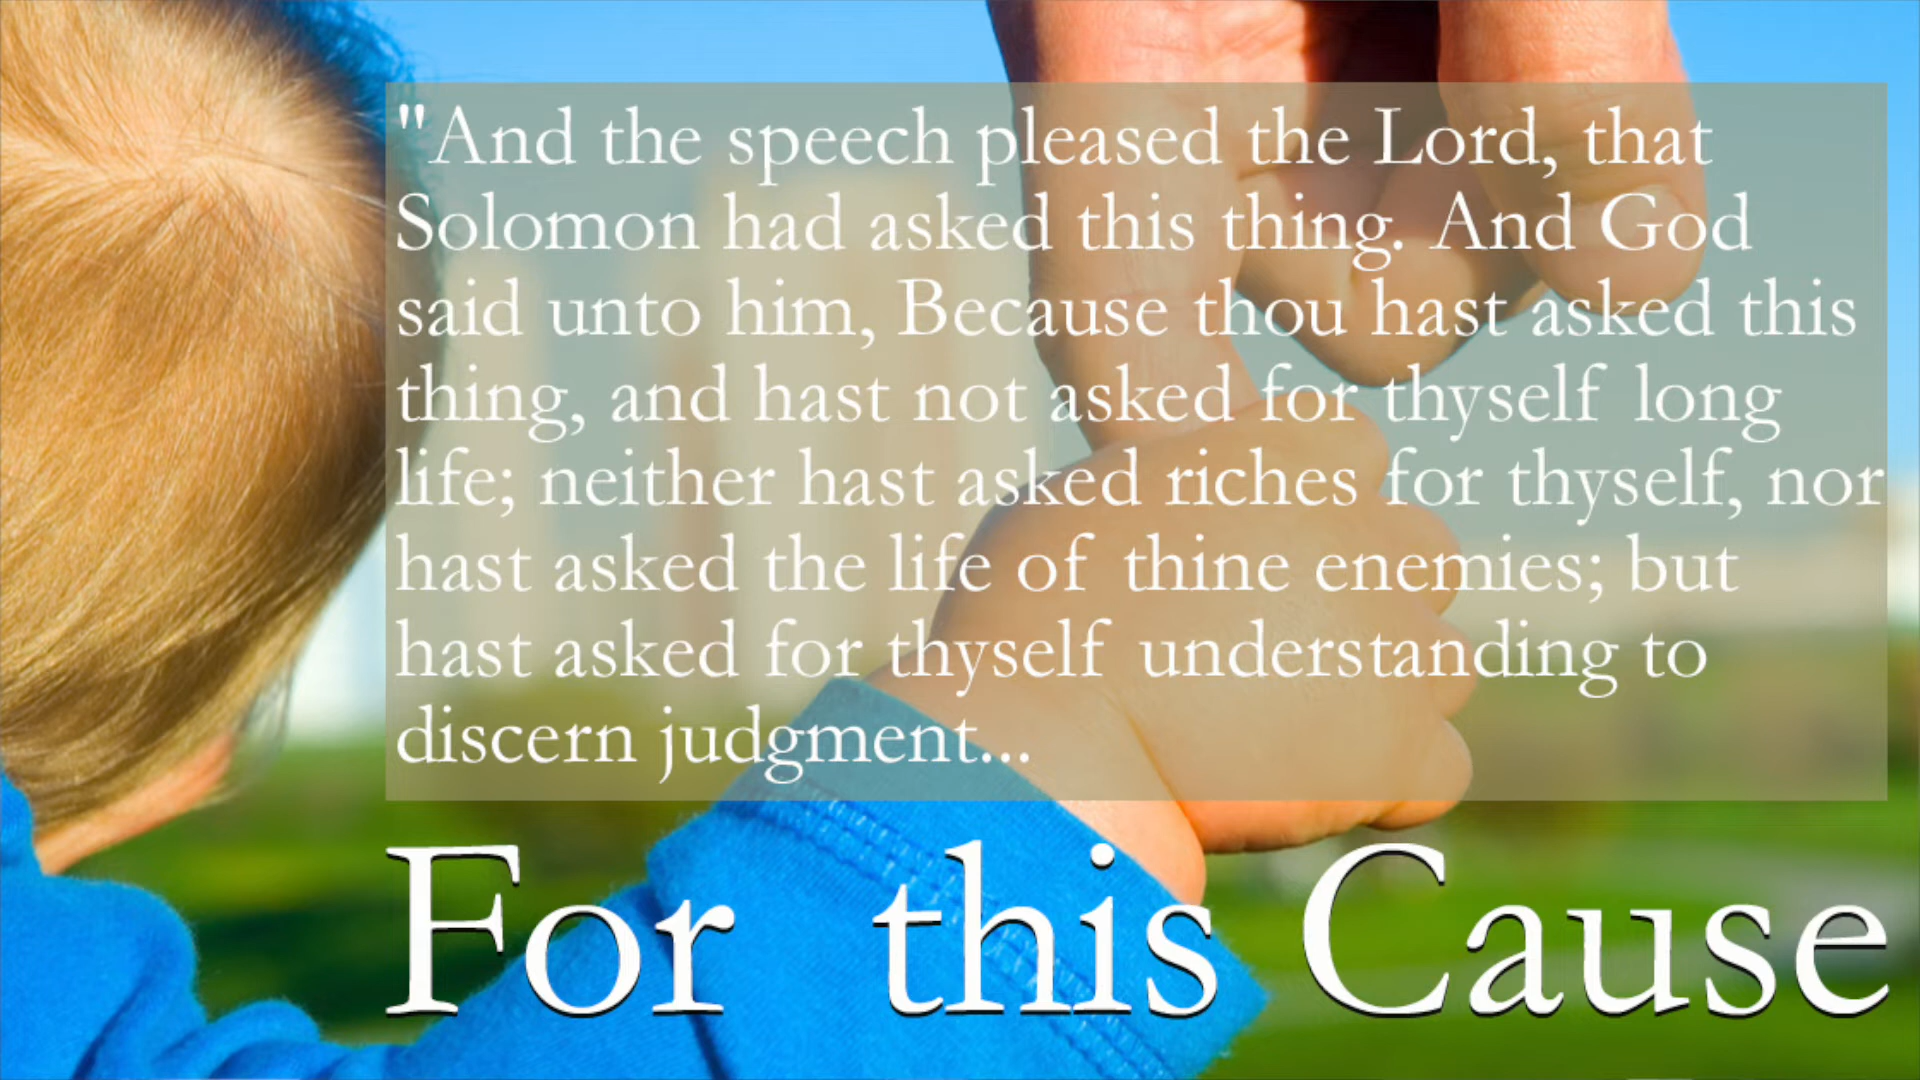 "And the speech pleased the Lord, that
Solomon had asked this thing. And God
said unto him, Because thou hast asked this
thing, and hast not asked for thyself long
life; neither hast asked riches for thyself, nor
hast asked the life of thine enemies; but
hast asked for thyself understanding to
discern judgment...
For this Cause